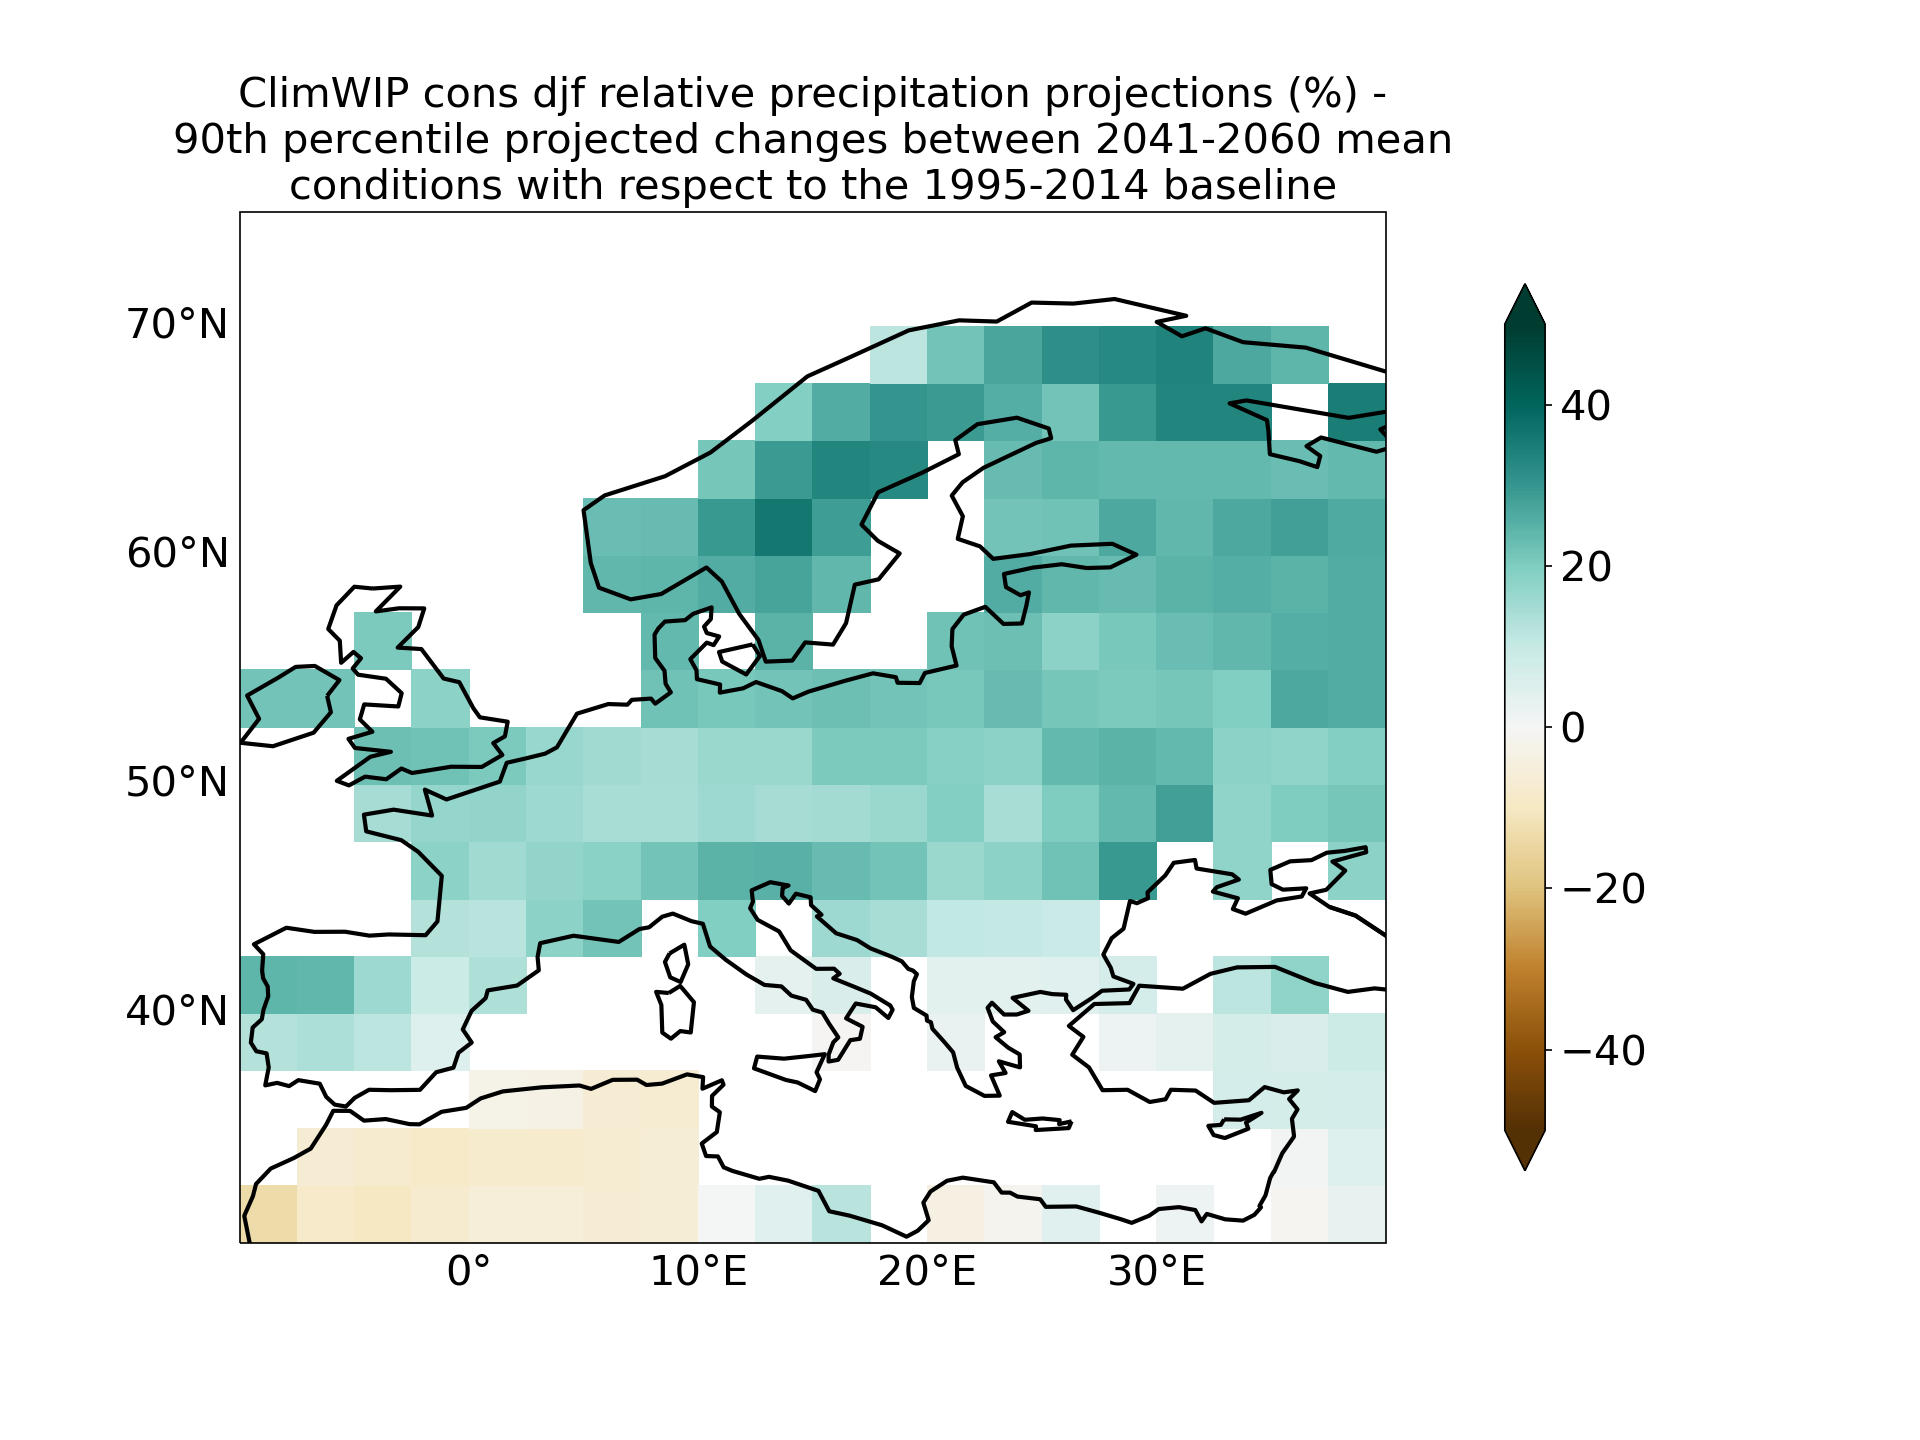 ClimWIP cons djf relative precipitation projections (%) -
90th percentile projected changes between 2041-2060 mean
conditions with respect to the 1995-2014 baseline
70°N
60°N
50°N
40°N
0°
10°E
20°E
30°E
40
20
0
−20
−40